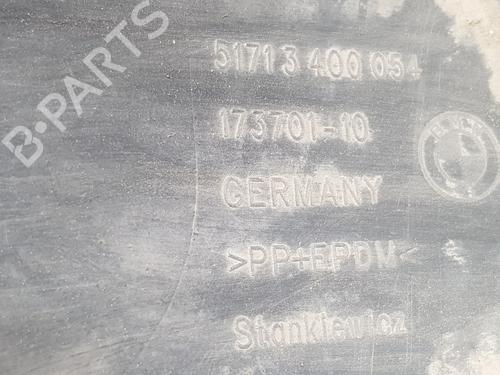 B-PARTS
51713 400 054
173701-10
GERMANY
>PP+EPDM<
Stankiewicz